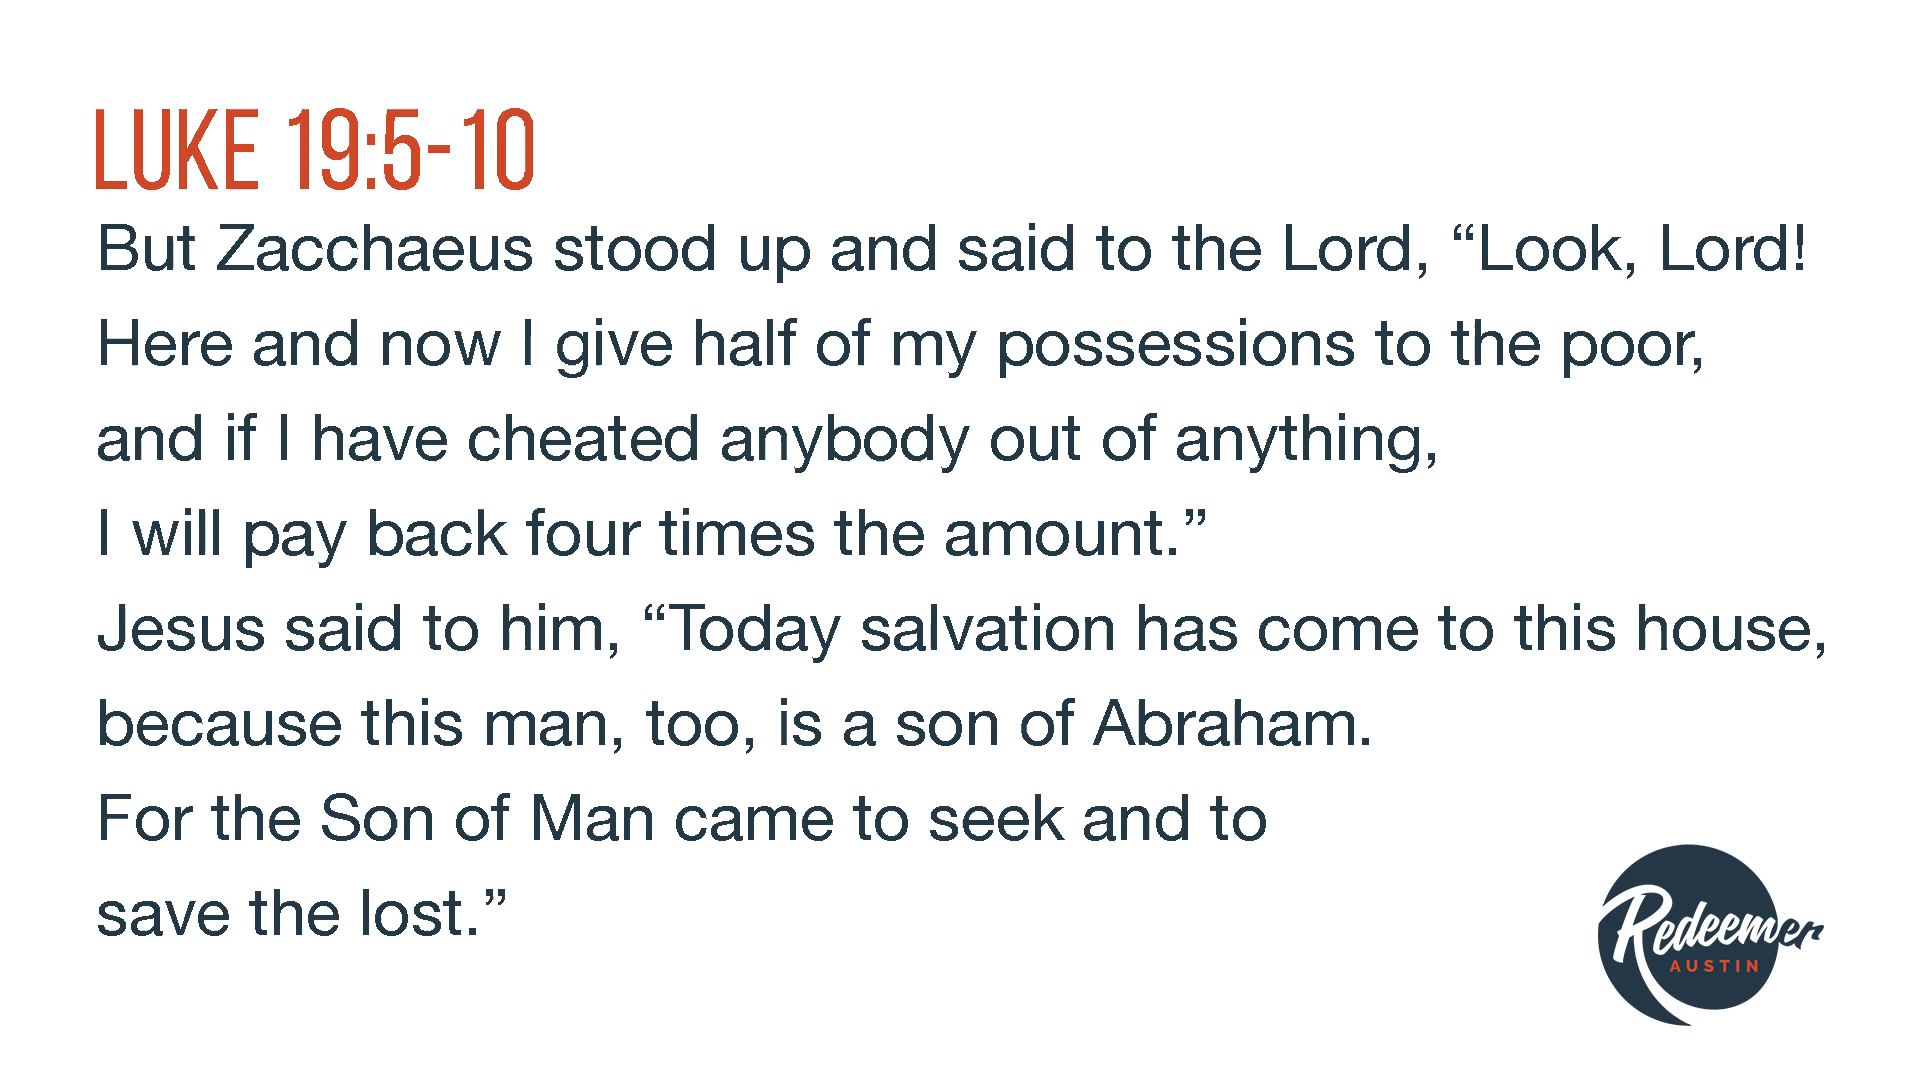 LUKE 19:5-10
But Zacchaeus stood up and said to the Lord, “Look, Lord!
Here and now I give half of my possessions to the poor,
and if I have cheated anybody out of anything,
I will pay back four times the amount.”
Jesus said to him, “Today salvation has come to this house,
because this man, too, is a son of Abraham.
For the Son of Man came to seek and to
save the lost.”
Redeemer
AUSTIN